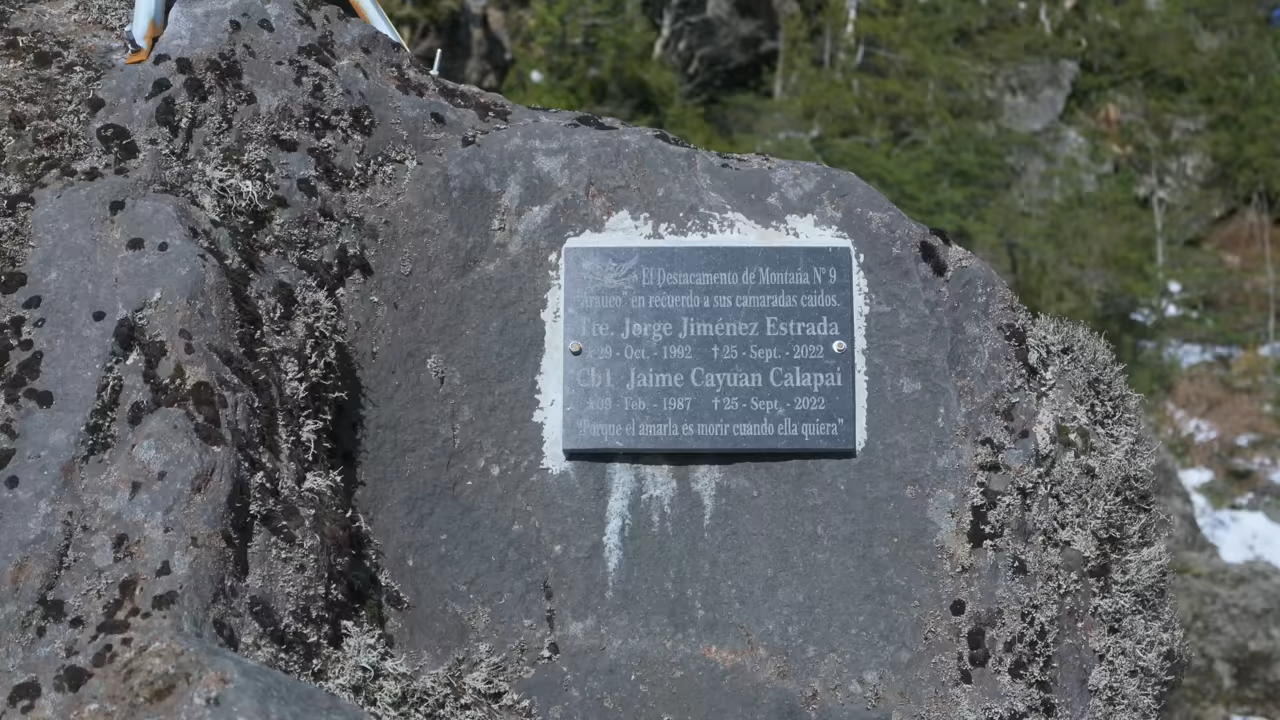 El Destacamento de Montaña N° 9
"Arauco" en recuerdo a sus camaradas caidos.
Tte. Jorge Jiménez Estrada
☆29 - Oct. - 1992 †25 - Sept. - 2022
Cb1 Jaime Cayuan Calapai
☆09 - Feb. - 1987 †25 - Sept. - 2022
"Porque el amarla es morir cuando ella quiera"